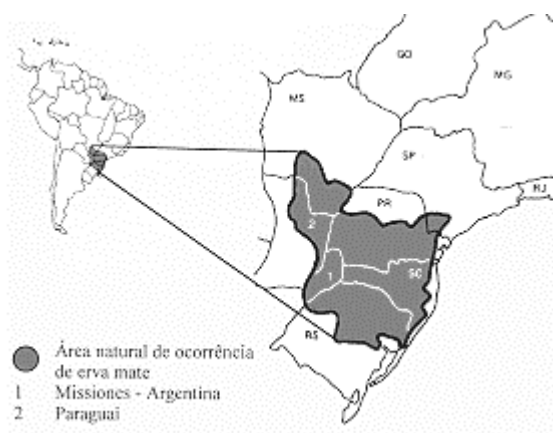 GO
MG
MS
SP
RJ
PR
2
1
SC
RS
Área natural de ocorrência
de erva mate
1 Missiones - Argentina
2 Paraguai